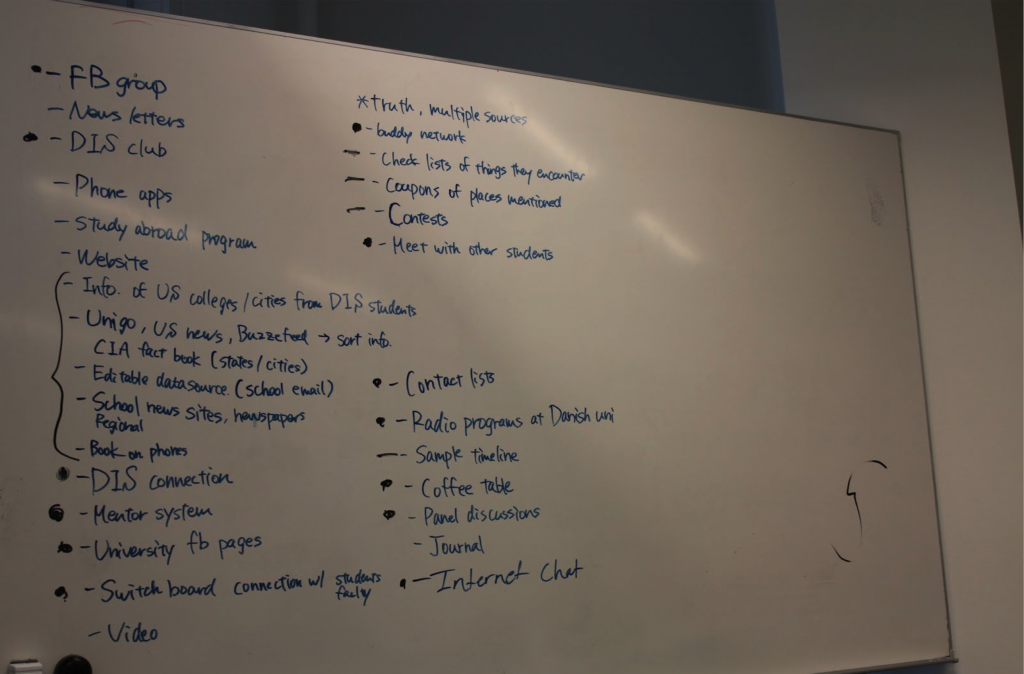 - FB group
- News letters
- DIS club
- Phone apps
- Study abroad program
- Website
- Info. of US colleges/cities from DIS students
- Unigo, US news, Buzzefeed → sort info.
CIA fact book (states/cities)
- Editable datasource. (school email)
- School news sites, newspapers
Regional
- Book on phones
- DIS connection
- Mentor system
- University fb pages
- Switch board connection w/ students
faclty
- Video
*truth, multiple sources
- buddy network
- Check lists of things they encounter
- Coupons of places mentioned
- Contests
- Meet with other students
- Contact lists
- Radio programs at Danish uni
- Sample timeline
- Coffee table
- Panel discussions
- Journal
- Internet Chat